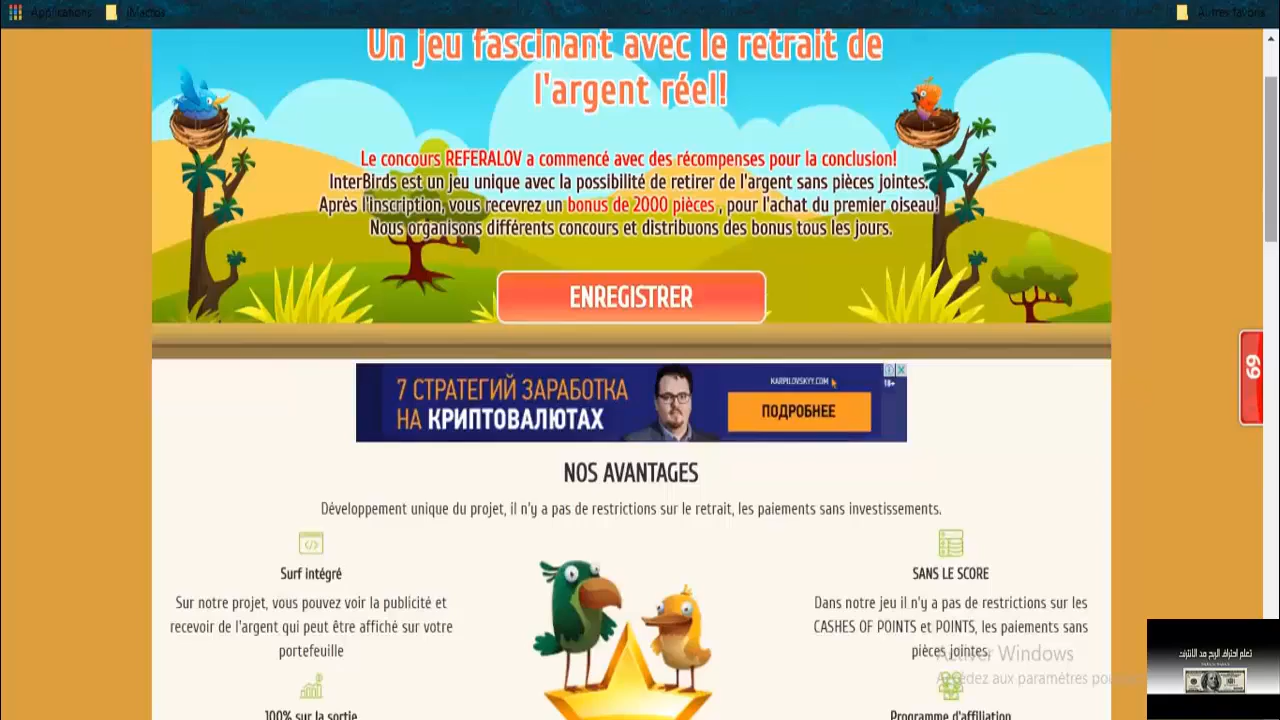 Applications
iMacros
Autres favoris
Un jeu fascinant avec le retrait de
l'argent réel!
Le concours REFERALOV a commencé avec des récompenses pour la conclusion!
InterBirds est un jeu unique avec la possibilité de retirer de l'argent sans pièces jointes.
Après l'inscription, vous recevrez un bonus de 2000 pièces , pour l'achat du premier oiseau!
Nous organisons différents concours et distribuons des bonus tous les jours.
ENREGISTRER
69
7 СТРАТЕГИЙ ЗАРАБОТКА
НА КРИПТОВАЛЮТАХ
KARPILOVSKYY.COM
18+
ПОДРОБНЕЕ
NOS AVANTAGES
Développement unique du projet, il n'y a pas de restrictions sur le retrait, les paiements sans investissements.
Surf intégré
Sur notre projet, vous pouvez voir la publicité et
recevoir de l'argent qui peut être affiché sur votre
portefeuille
100% sur la sortie
SANS LE SCORE
Dans notre jeu il n'y a pas de restrictions sur les
CASHES OF POINTS et POINTS, les paiements sans
pièces jointes.
Programme d'affiliation
Activer Windows
Accédez aux paramètres po
تعلم احتراف الربح من الانترنت